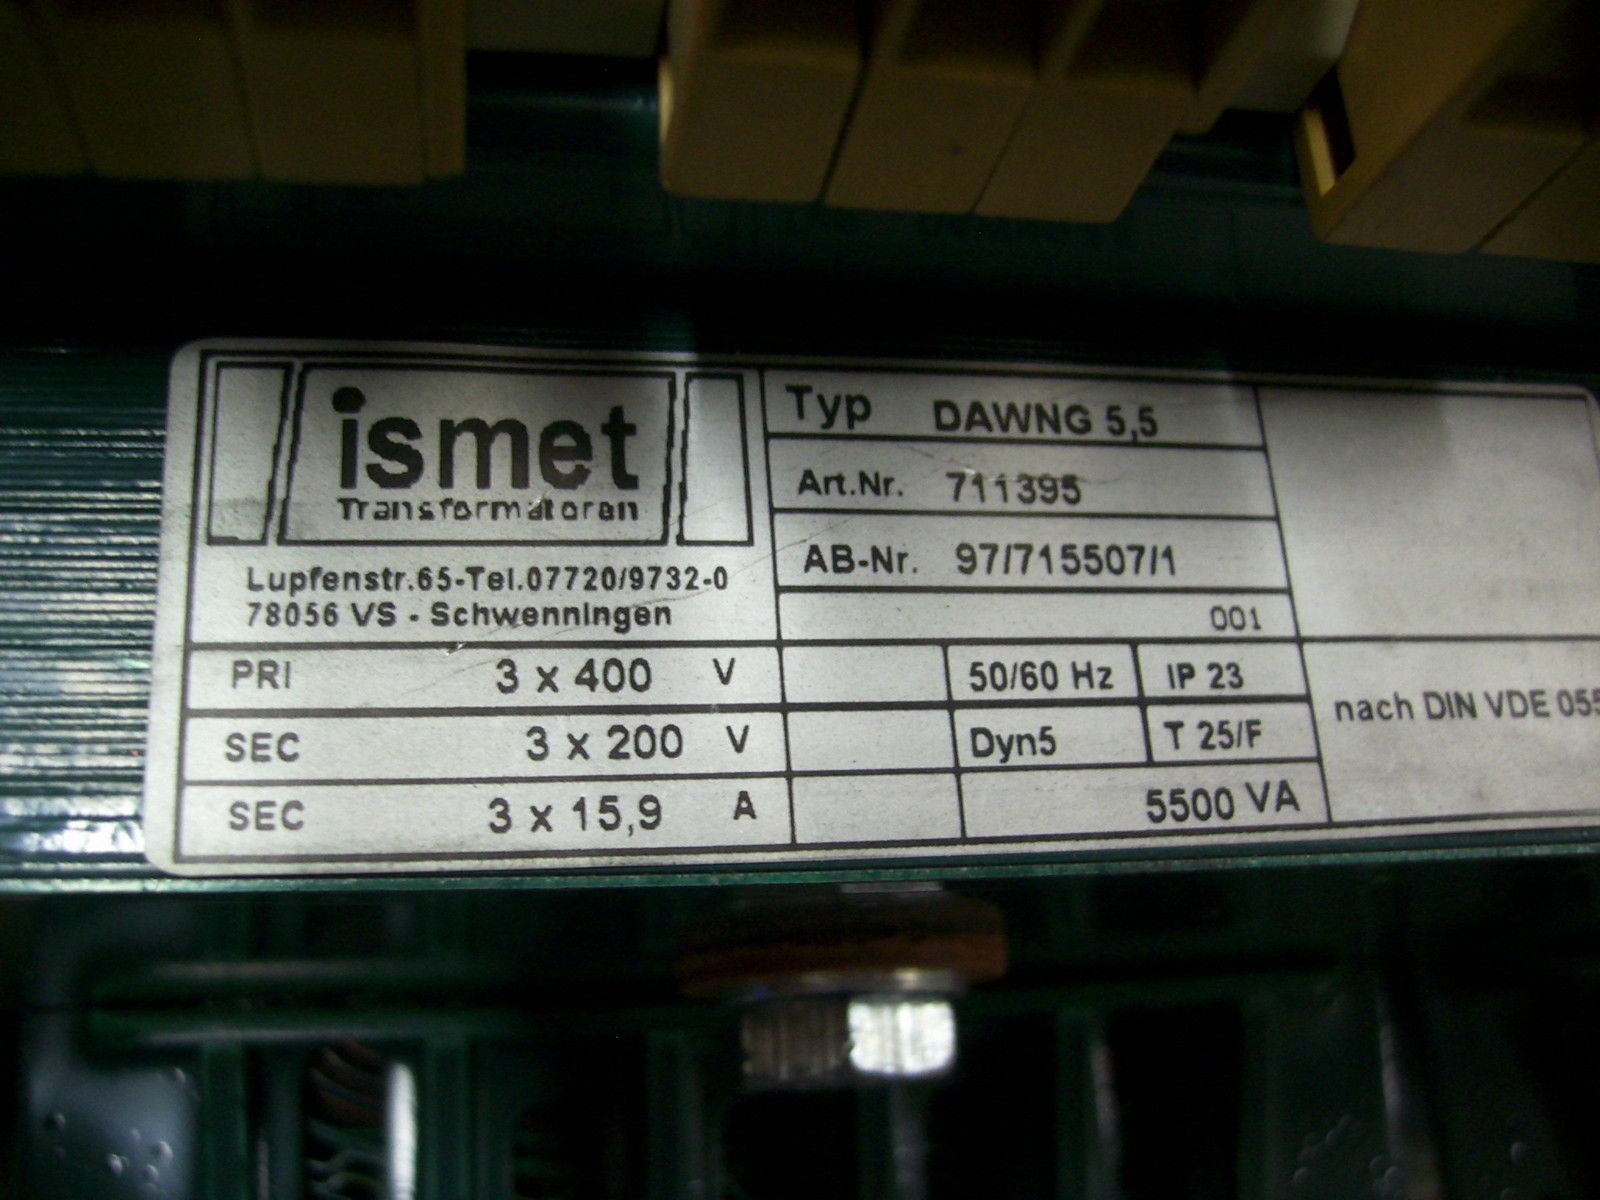 ismet
Transformatoren
Lupfenstr.65-Tel.07720/9732-0
78056 VS - Schwenningen
Typ DAWNG 5,5
Art.Nr. 711395
AB-Nr. 97/715507/1
001
PRI 3 x 400 V
50/60 Hz IP 23
SEC 3 x 200 V
Dyn5 T 25/F
SEC 3 x 15,9 A
5500 VA
nach DIN VDE